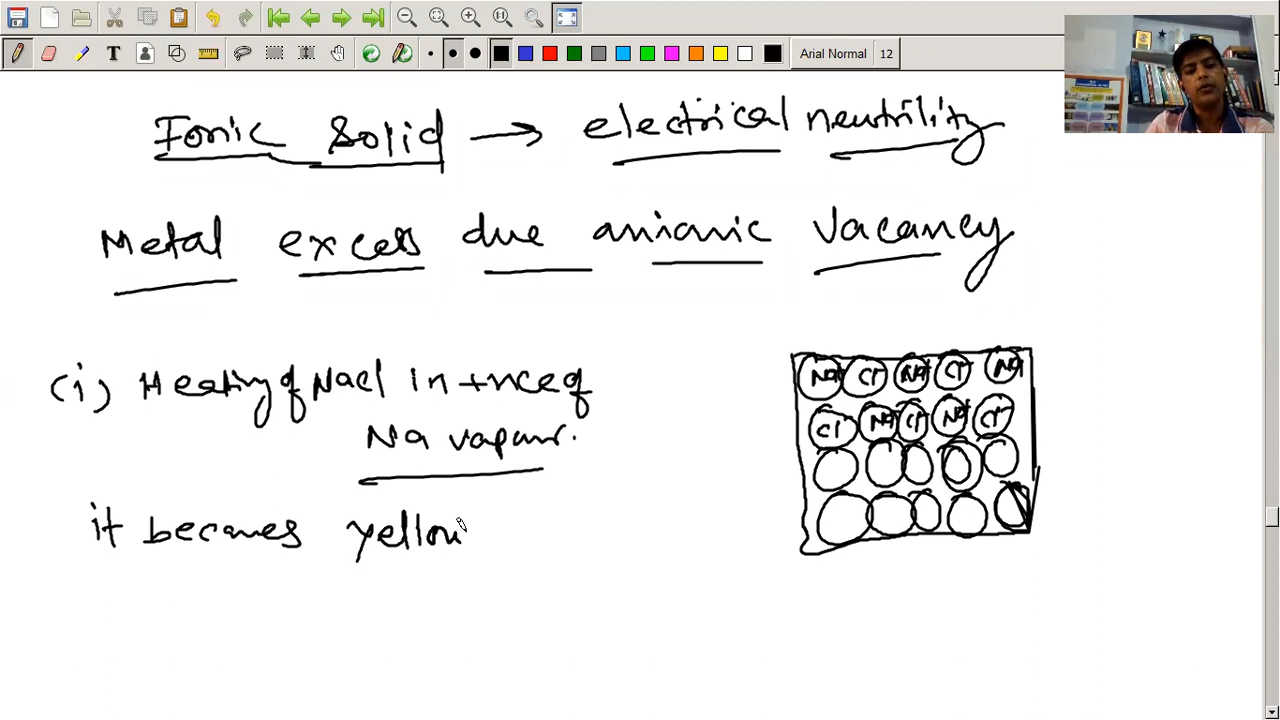 Arial Normal 12
Ionic Solid → electrical neutrility
Metal excess due anionic Vacancy
(i) Heating of NaCl in +nce of
Na vapour.
it becomes yellow
Na⁺ Cl⁻ Na⁺ Cl⁻ Na⁺
Cl⁻ Na⁺ Cl⁻ Na⁺ Cl⁻